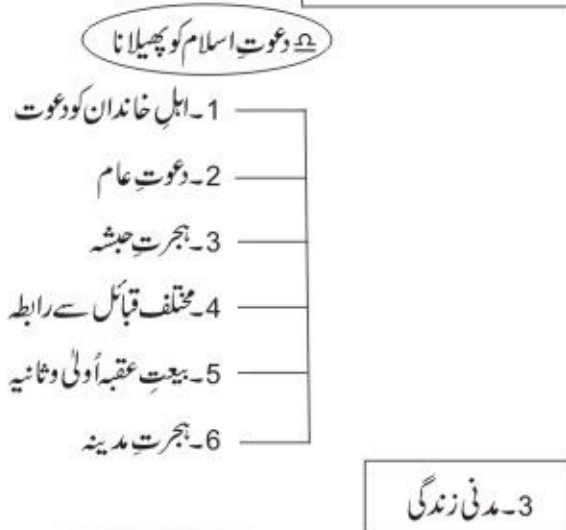 ♎ دعوتِ اسلام کو پھیلانا
1۔ اہلِ خاندان کو دعوت
2۔ دعوتِ عام
3۔ ہجرتِ حبشہ
4۔ مختلف قبائل سے رابطہ
5۔ بیعتِ عقبہ اُولیٰ و ثانیہ
6۔ ہجرتِ مدینہ
3۔ مدنی زندگی